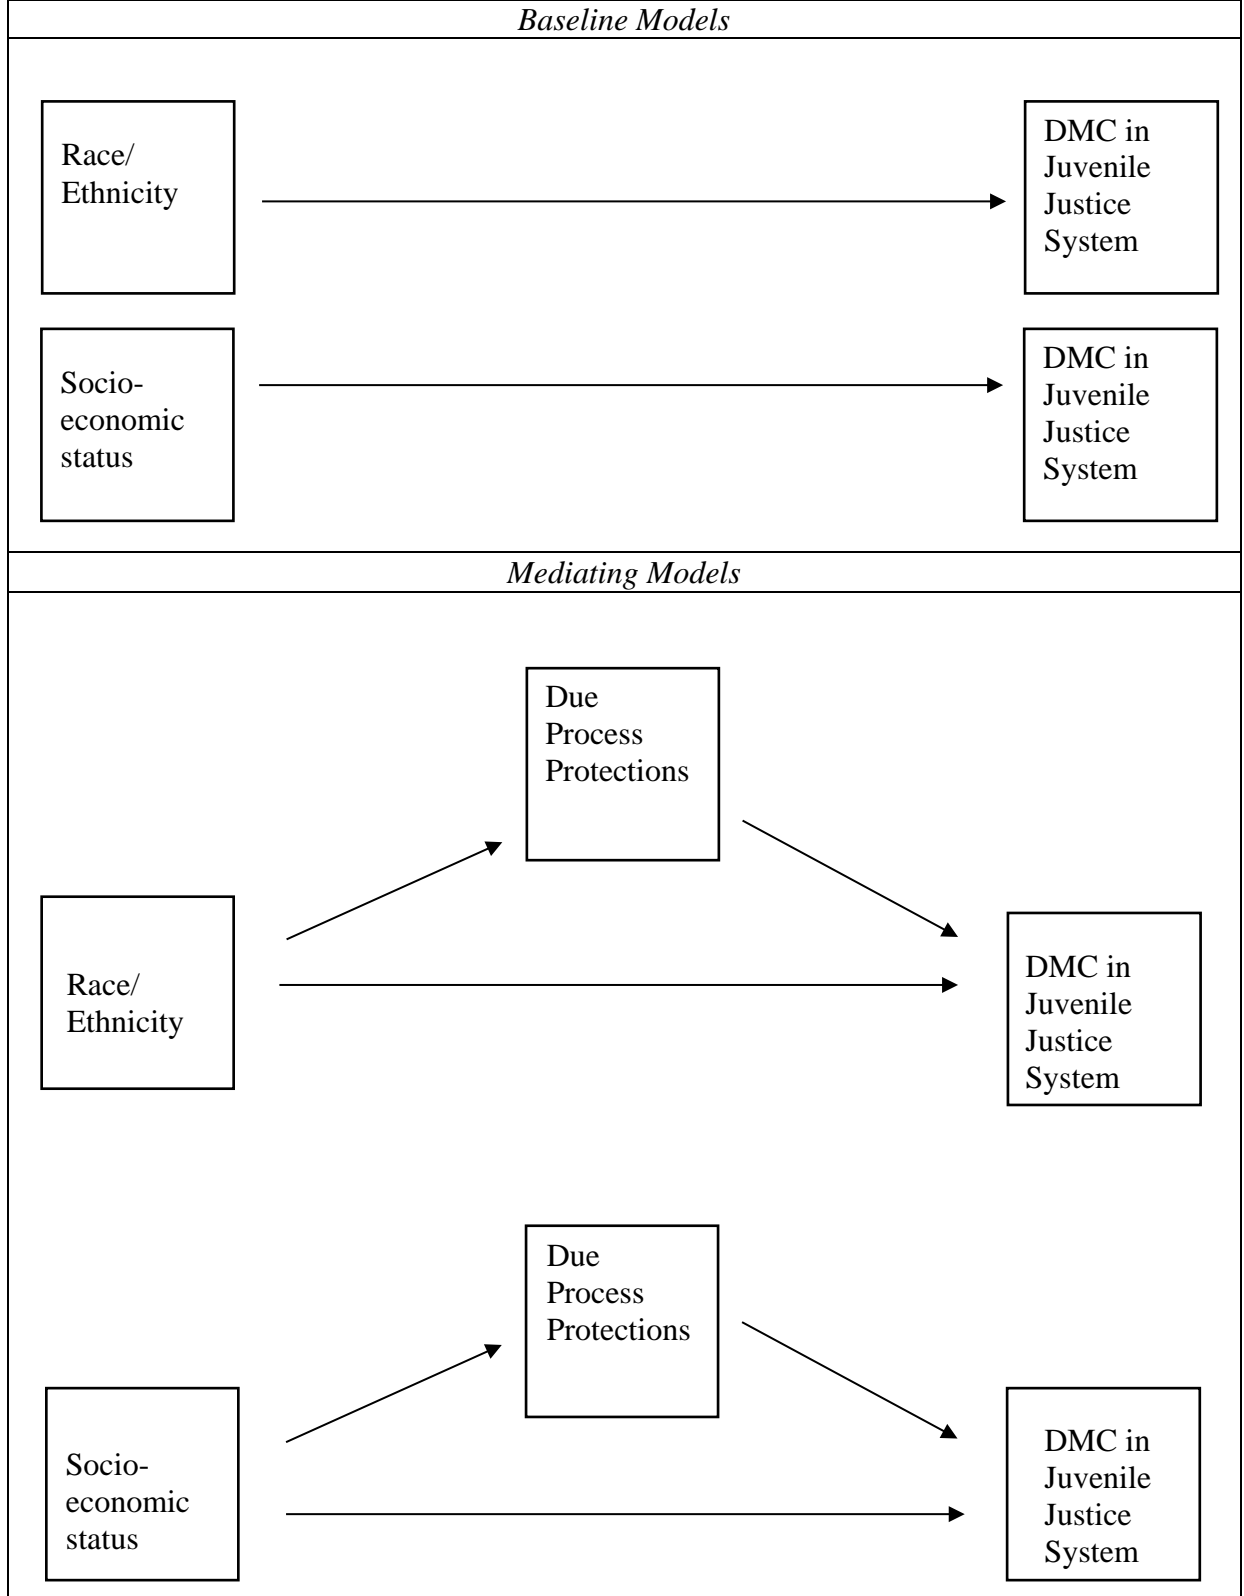 Baseline Models
Race/
Ethnicity
DMC in
Juvenile
Justice
System
Socio-
economic
status
DMC in
Juvenile
Justice
System
Mediating Models
Due
Process
Protections
Race/
Ethnicity
DMC in
Juvenile
Justice
System
Due
Process
Protections
Socio-
economic
status
DMC in
Juvenile
Justice
System